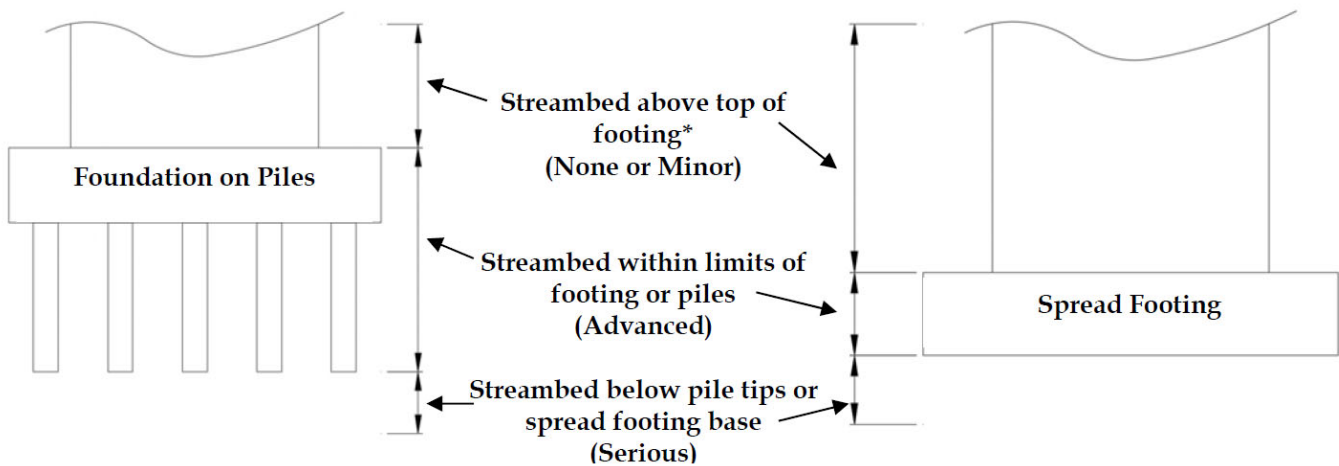 Streambed above top of
footing*
(None or Minor)
Foundation on Piles
Streambed within limits of
footing or piles
(Advanced)
Spread Footing
Streambed below pile tips or
spread footing base
(Serious)